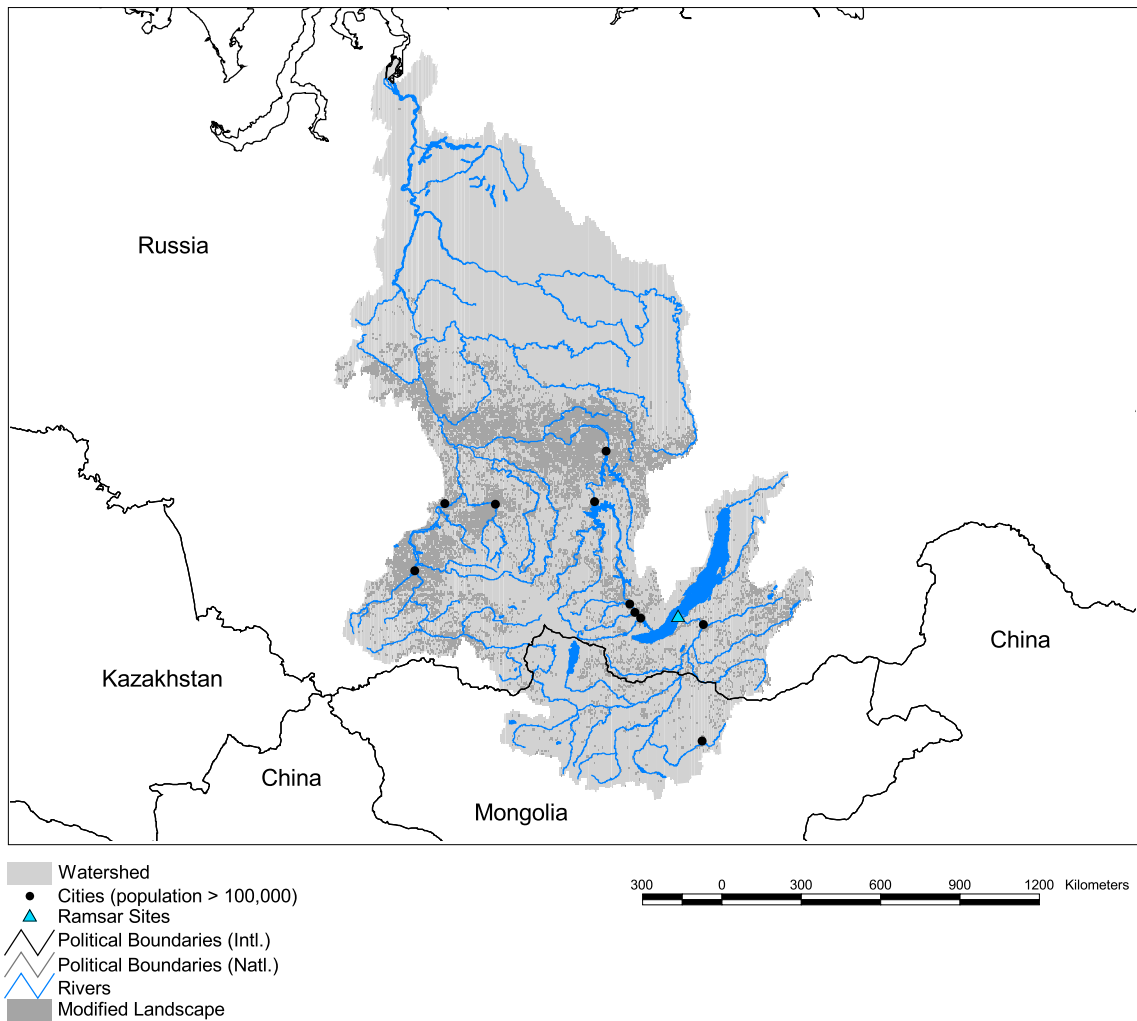 Russia
China
Kazakhstan
China
Mongolia
Watershed
Cities (population > 100,000)
Ramsar Sites
Political Boundaries (Intl.)
Political Boundaries (Natl.)
Rivers
Modified Landscape
300 0 300 600 900 1200 Kilometers